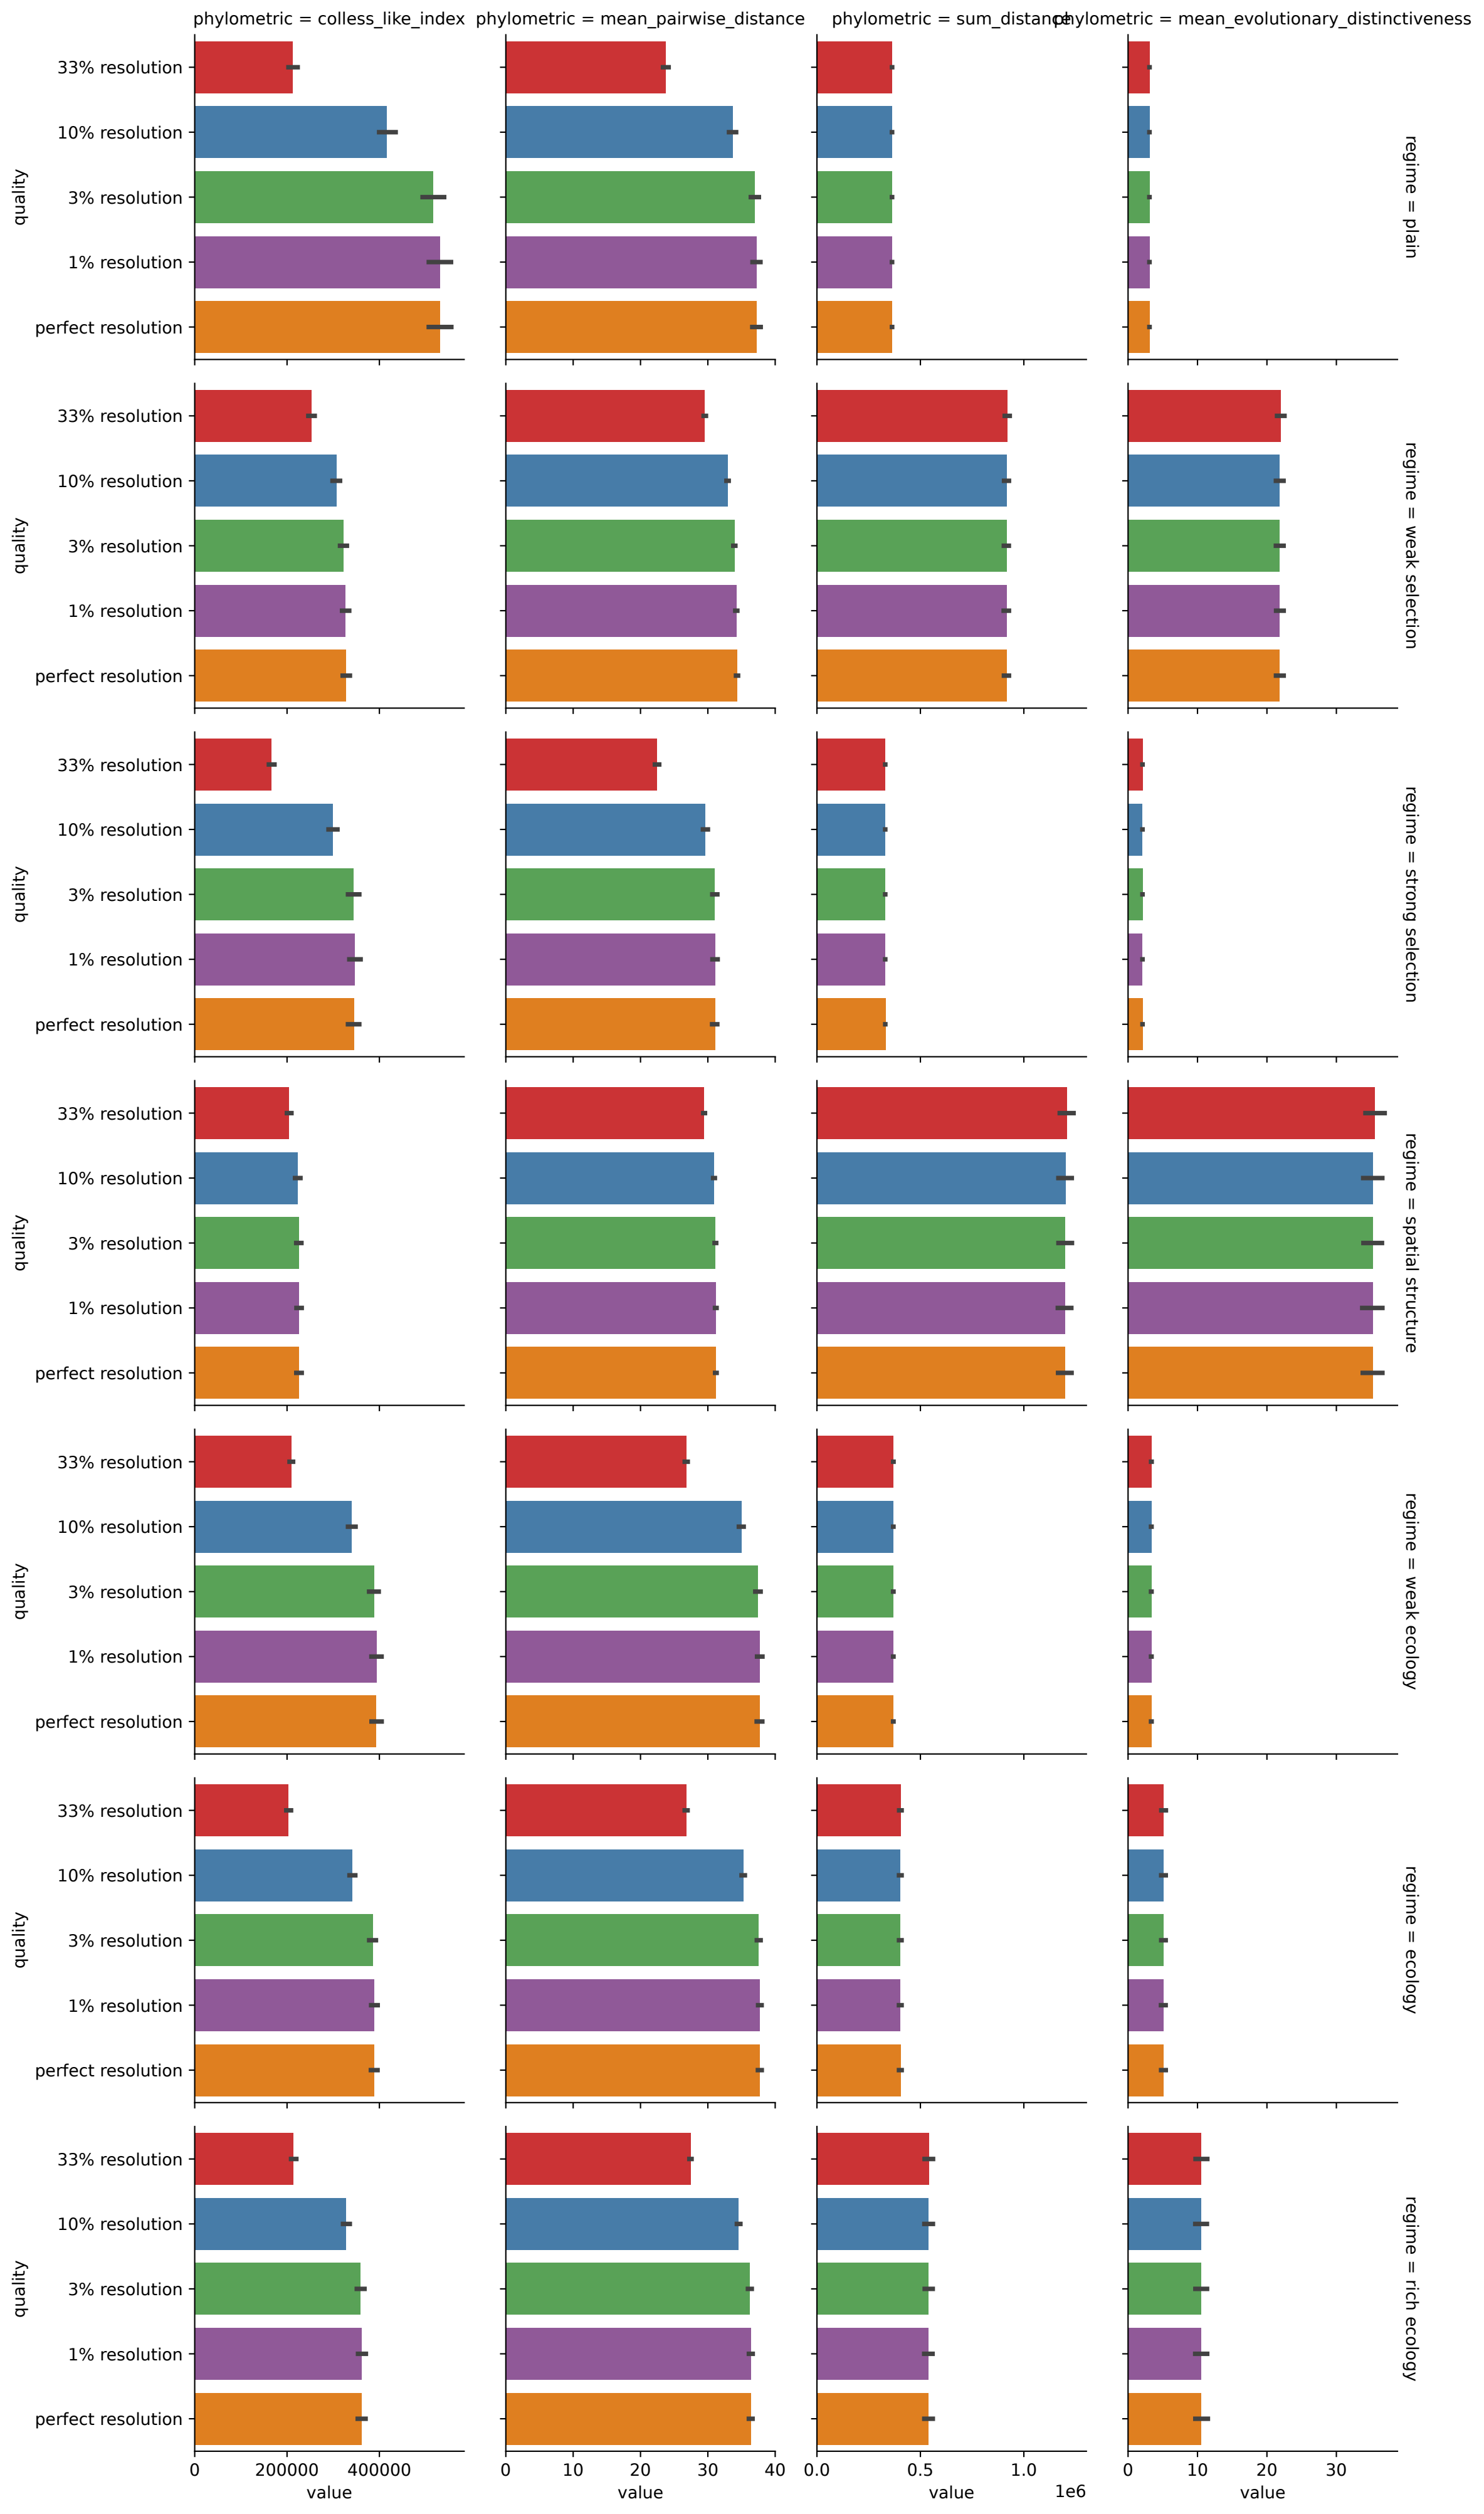 phylometric = colless_like_index
phylometric = mean_pairwise_distance
phylometric = sum_distance
phylometric = mean_evolutionary_distinctiveness
quality
33% resolution
10% resolution
3% resolution
1% resolution
perfect resolution
regime = plain
quality
33% resolution
10% resolution
3% resolution
1% resolution
perfect resolution
regime = weak selection
quality
33% resolution
10% resolution
3% resolution
1% resolution
perfect resolution
regime = strong selection
quality
33% resolution
10% resolution
3% resolution
1% resolution
perfect resolution
regime = spatial structure
quality
33% resolution
10% resolution
3% resolution
1% resolution
perfect resolution
regime = weak ecology
quality
33% resolution
10% resolution
3% resolution
1% resolution
perfect resolution
regime = ecology
quality
33% resolution
10% resolution
3% resolution
1% resolution
perfect resolution
regime = rich ecology
0 200000 400000
value
0 10 20 30 40
value
0.0 0.5 1.0
1e6
value
0 10 20 30
value